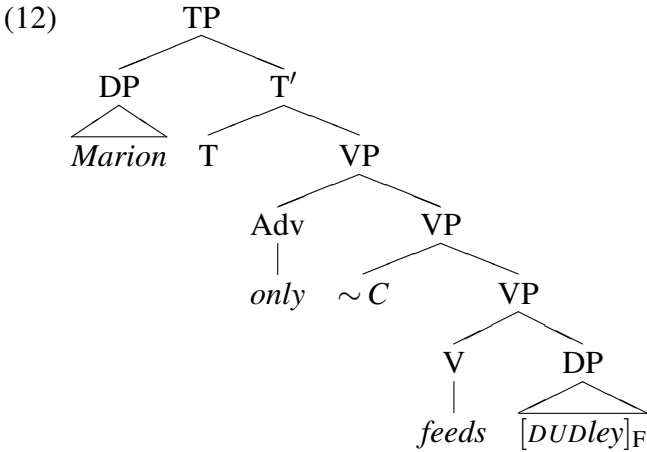 (12) TP
DP T′
Marion T VP
Adv VP
only ∼ C VP
V DP
feeds [DUDley]F